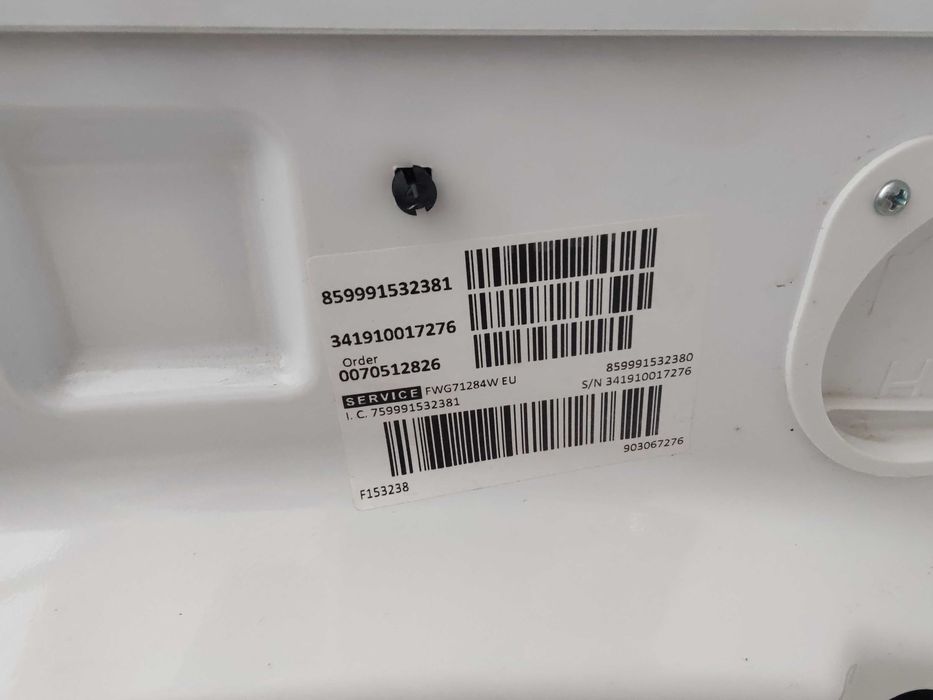 859991532381
341910017276
Order
0070512826
859991532380
SERVICE FWG71284W EU
S/N 341910017276
I. C. 759991532381
903067276
F153238